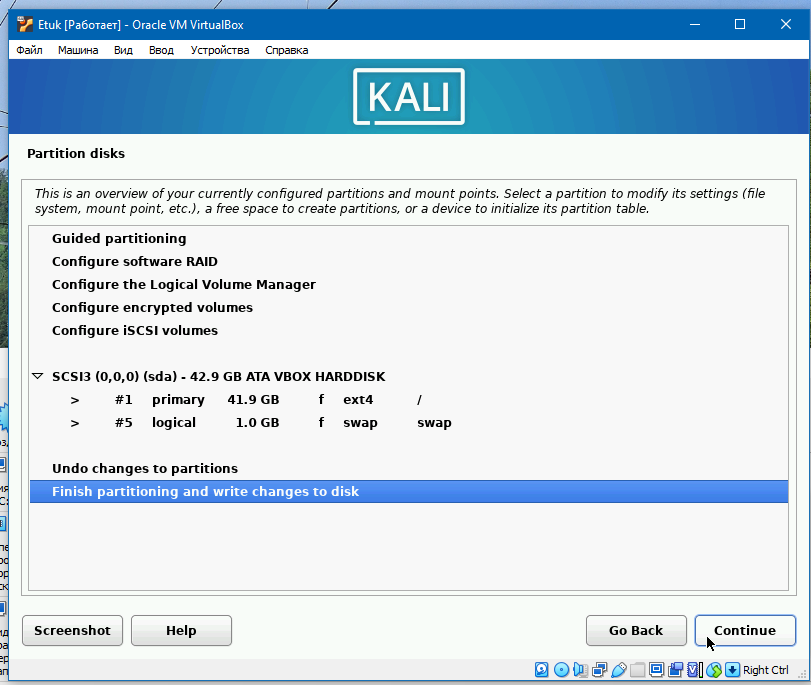 Etuk [Работает] - Oracle VM VirtualBox
Файл Машина Вид Ввод Устройства Справка
KALI
Partition disks
This is an overview of your currently configured partitions and mount points. Select a partition to modify its settings (file
system, mount point, etc.), a free space to create partitions, or a device to initialize its partition table.
Guided partitioning
Configure software RAID
Configure the Logical Volume Manager
Configure encrypted volumes
Configure iSCSI volumes
SCSI3 (0,0,0) (sda) - 42.9 GB ATA VBOX HARDDISK
> #1 primary 41.9 GB f ext4 /
> #5 logical 1.0 GB f swap swap
Undo changes to partitions
Finish partitioning and write changes to disk
Screenshot Help Go Back Continue
Right Ctrl